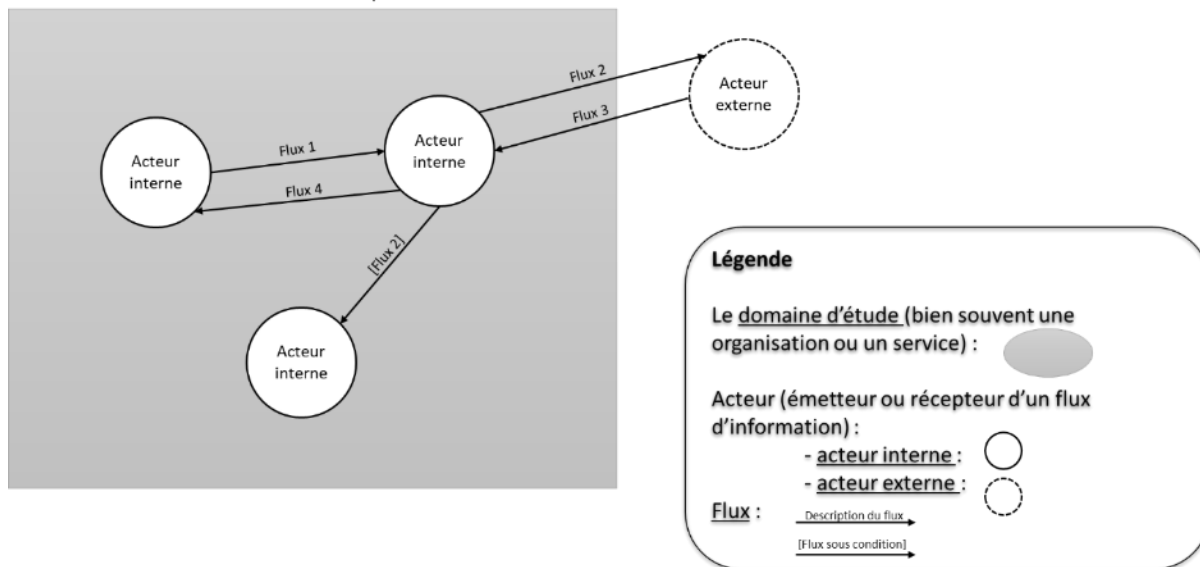 Flux 2
Acteur
externe
Flux 3
Acteur
interne
Flux 1
Acteur
interne
Flux 4
[Flux 2]
Acteur
interne
Légende
Le domaine d'étude (bien souvent une
organisation ou un service) :
Acteur (émetteur ou récepteur d'un flux
d'information) :
- acteur interne :
- acteur externe :
Flux :
Description du flux
[Flux sous condition]